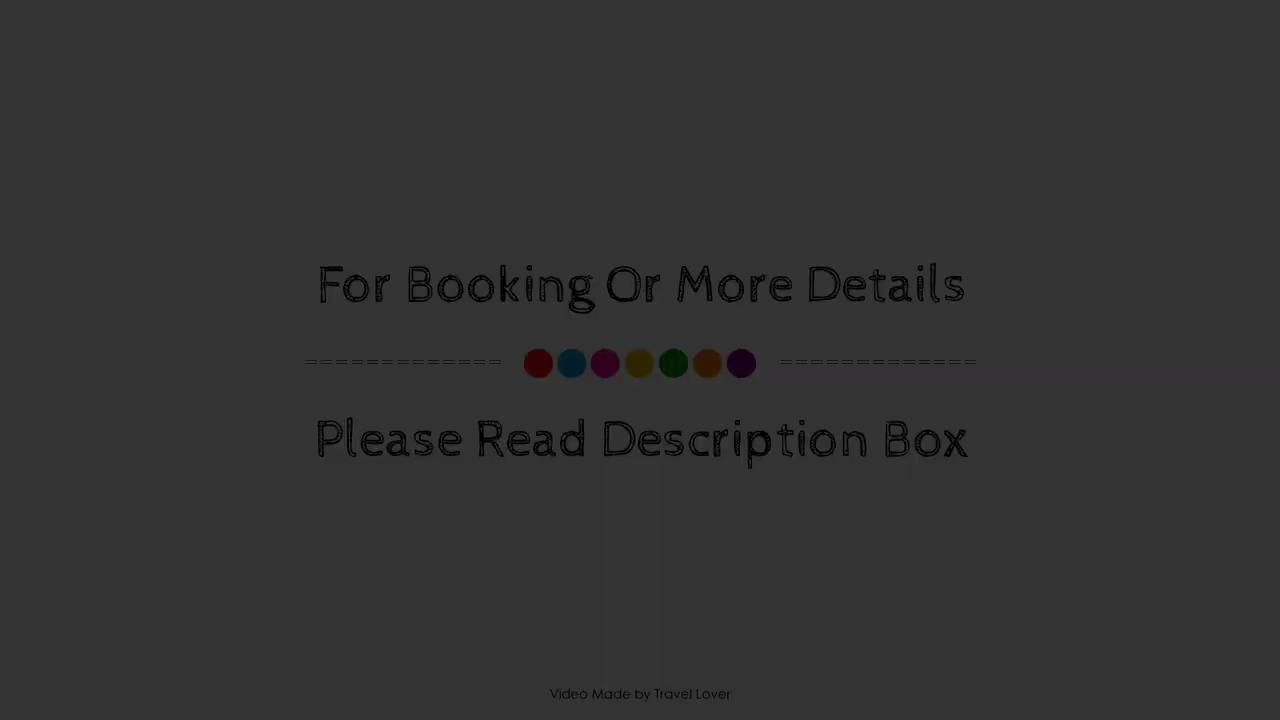 For Booking Or More Details
============= =============
Please Read Description Box
Video Made by Travel Lover